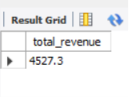 Result Grid
total_revenue
4527.3